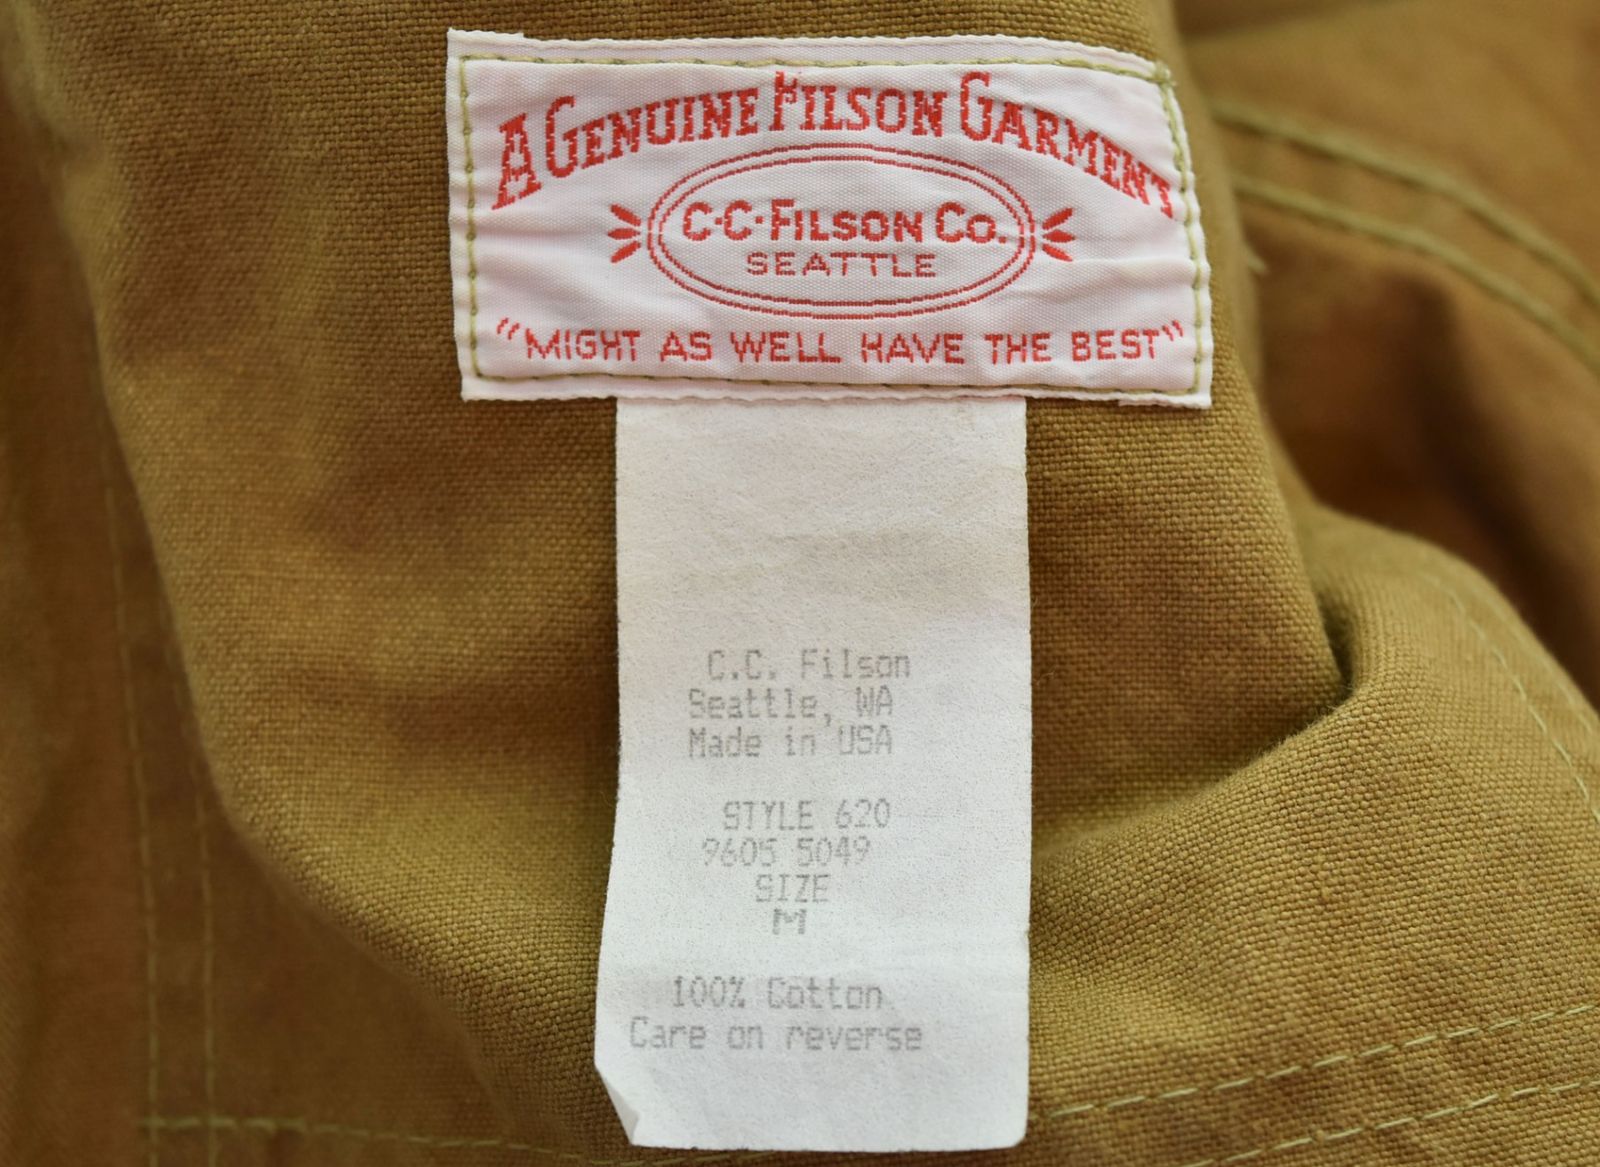 A GENUINE FILSON GARMENT
C·C·FILSON CO.
SEATTLE
"MIGHT AS WELL HAVE THE BEST"
C.C. Filson
Seattle, WA
Made in USA
STYLE 620
9605 5049
SIZE
M
100% Cotton
Care on reverse